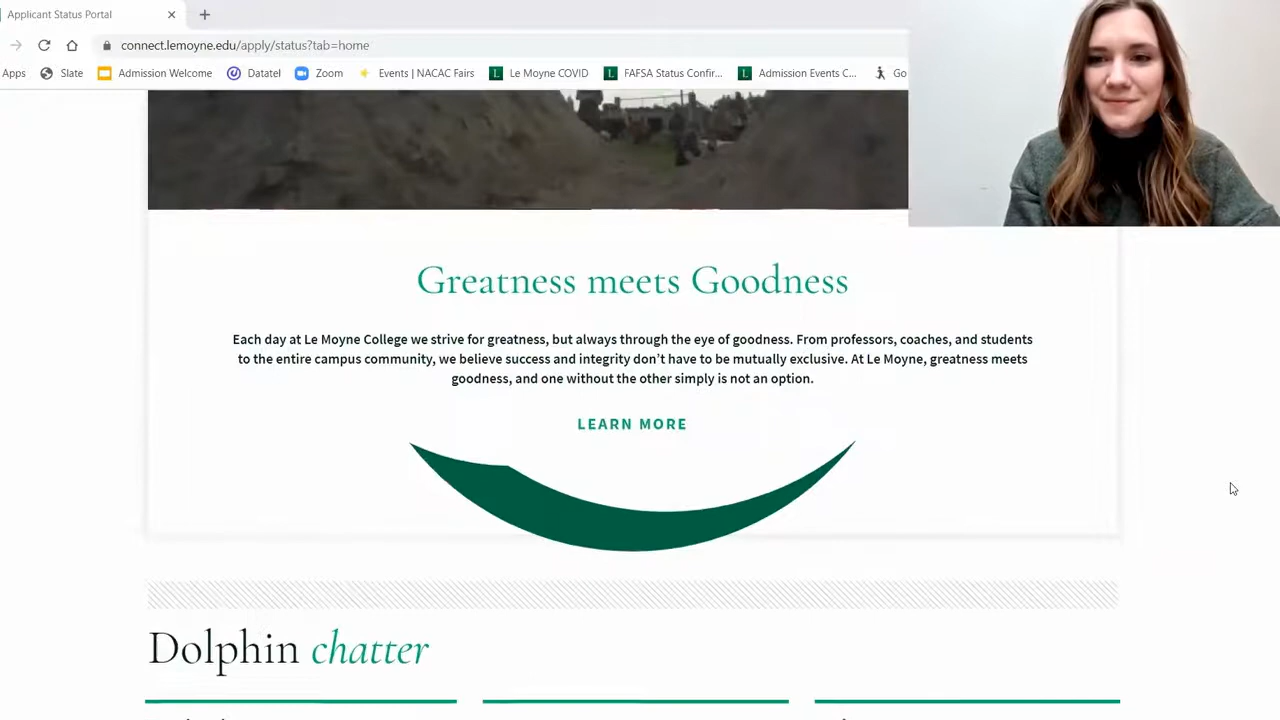 Applicant Status Portal
connect.lemoyne.edu/apply/status?tab=home
Apps Slate Admission Welcome Datatel Zoom Events | NACAC Fairs Le Moyne COVID FAFSA Status Confir... Admission Events C... Go
Greatness meets Goodness
Each day at Le Moyne College we strive for greatness, but always through the eye of goodness. From professors, coaches, and students
to the entire campus community, we believe success and integrity don't have to be mutually exclusive. At Le Moyne, greatness meets
goodness, and one without the other simply is not an option.
LEARN MORE
Dolphin chatter